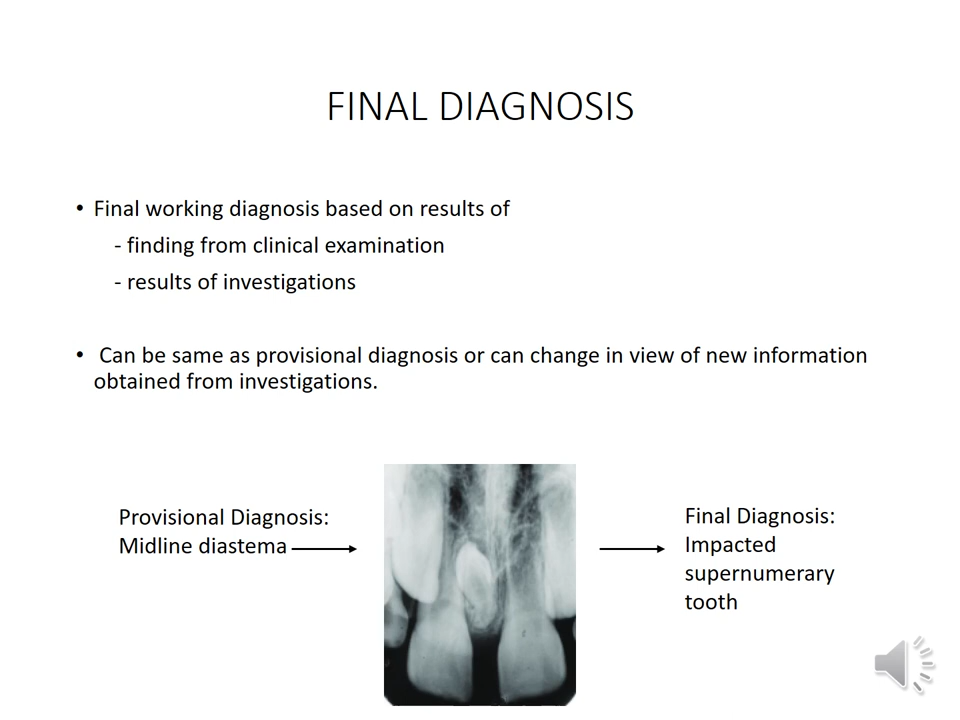 FINAL DIAGNOSIS
• Final working diagnosis based on results of
- finding from clinical examination
- results of investigations
• Can be same as provisional diagnosis or can change in view of new information
obtained from investigations.
Provisional Diagnosis:
Midline diastema
Final Diagnosis:
Impacted
supernumerary
tooth